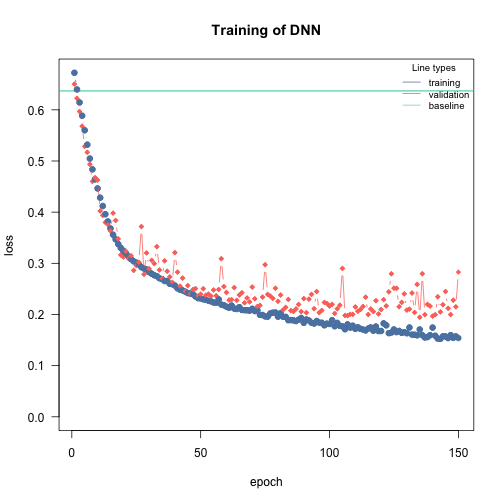 Training of DNN
Line types
training
validation
baseline
loss
0.6
0.5
0.4
0.3
0.2
0.1
0.0
0
50
100
150
epoch